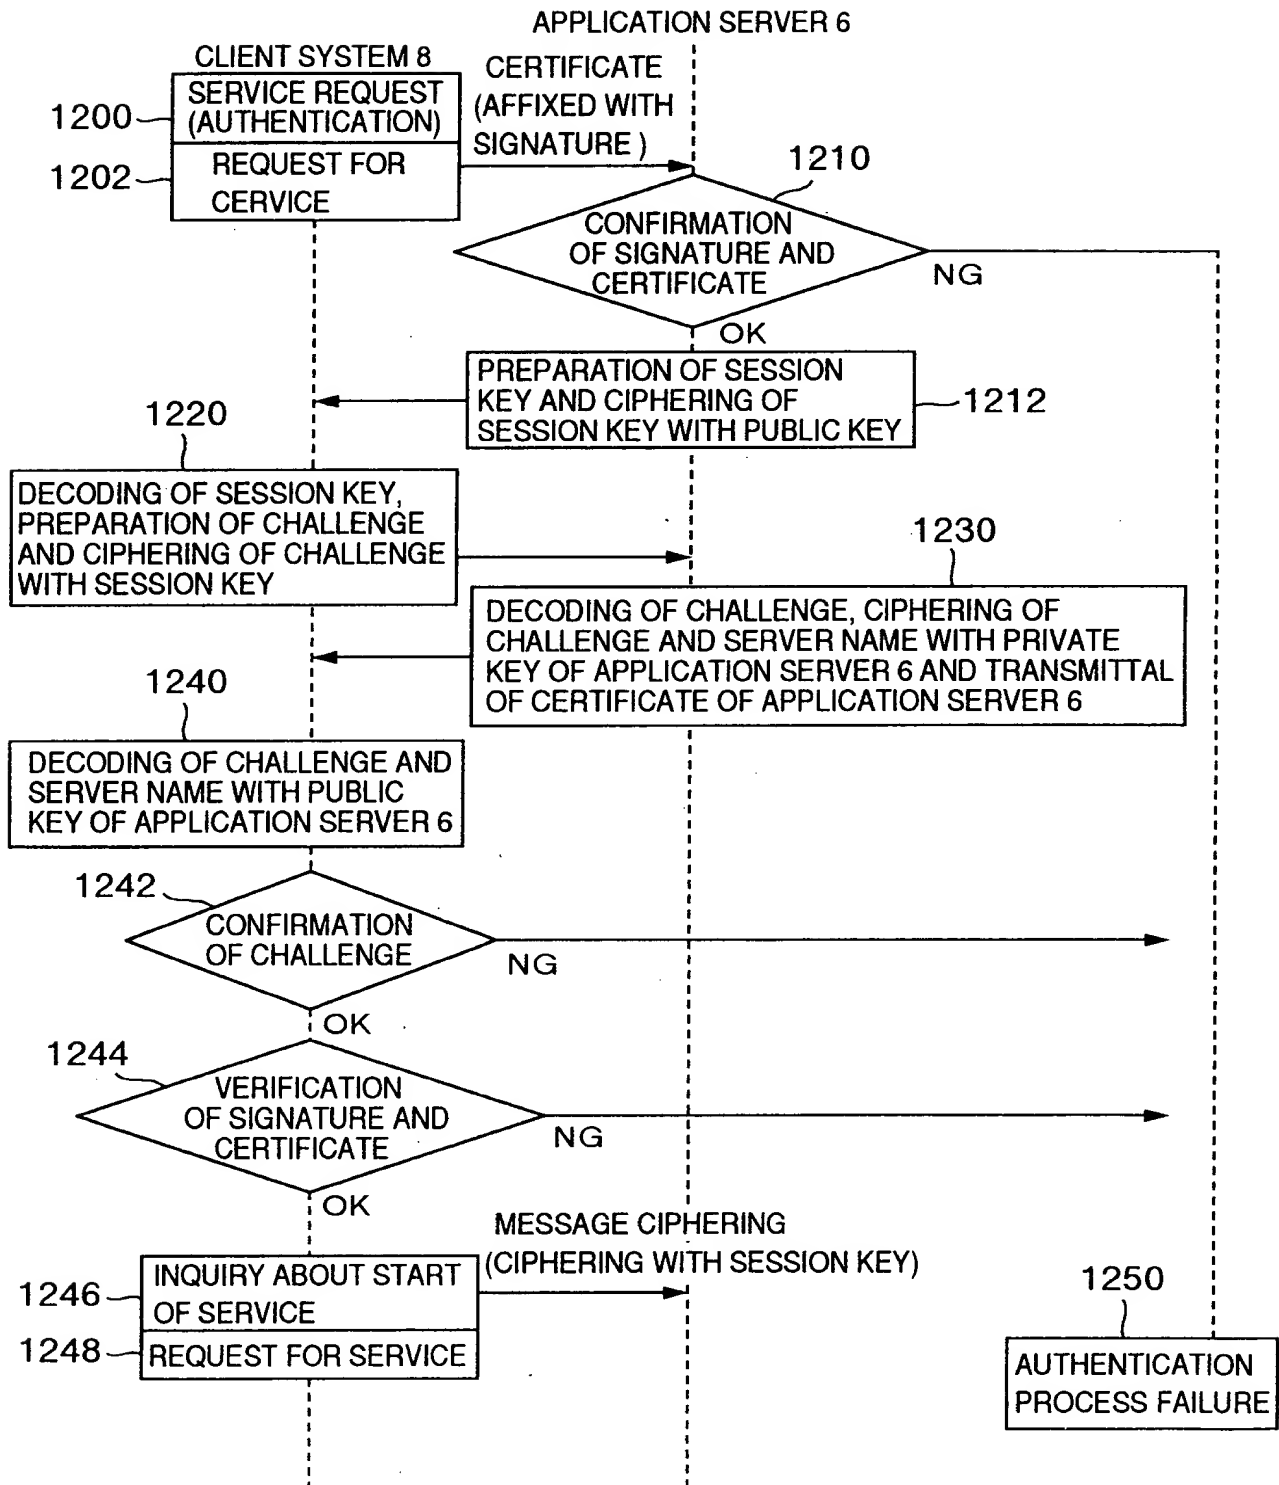 APPLICATION SERVER 6
CLIENT SYSTEM 8
CERTIFICATE
(AFFIXED WITH
SIGNATURE )
1200
SERVICE REQUEST
(AUTHENTICATION)
1202
REQUEST FOR
CERVICE
1210
CONFIRMATION
OF SIGNATURE AND
CERTIFICATE
NG
OK
PREPARATION OF SESSION
KEY AND CIPHERING OF
SESSION KEY WITH PUBLIC KEY
1212
1220
DECODING OF SESSION KEY,
PREPARATION OF CHALLENGE
AND CIPHERING OF CHALLENGE
WITH SESSION KEY
1230
DECODING OF CHALLENGE, CIPHERING OF
CHALLENGE AND SERVER NAME WITH PRIVATE
KEY OF APPLICATION SERVER 6 AND TRANSMITTAL
OF CERTIFICATE OF APPLICATION SERVER 6
1240
DECODING OF CHALLENGE AND
SERVER NAME WITH PUBLIC
KEY OF APPLICATION SERVER 6
1242
CONFIRMATION
OF CHALLENGE
NG
OK
1244
VERIFICATION
OF SIGNATURE AND
CERTIFICATE
NG
OK
MESSAGE CIPHERING
(CIPHERING WITH SESSION KEY)
1246
INQUIRY ABOUT START
OF SERVICE
1248
REQUEST FOR SERVICE
1250
AUTHENTICATION
PROCESS FAILURE